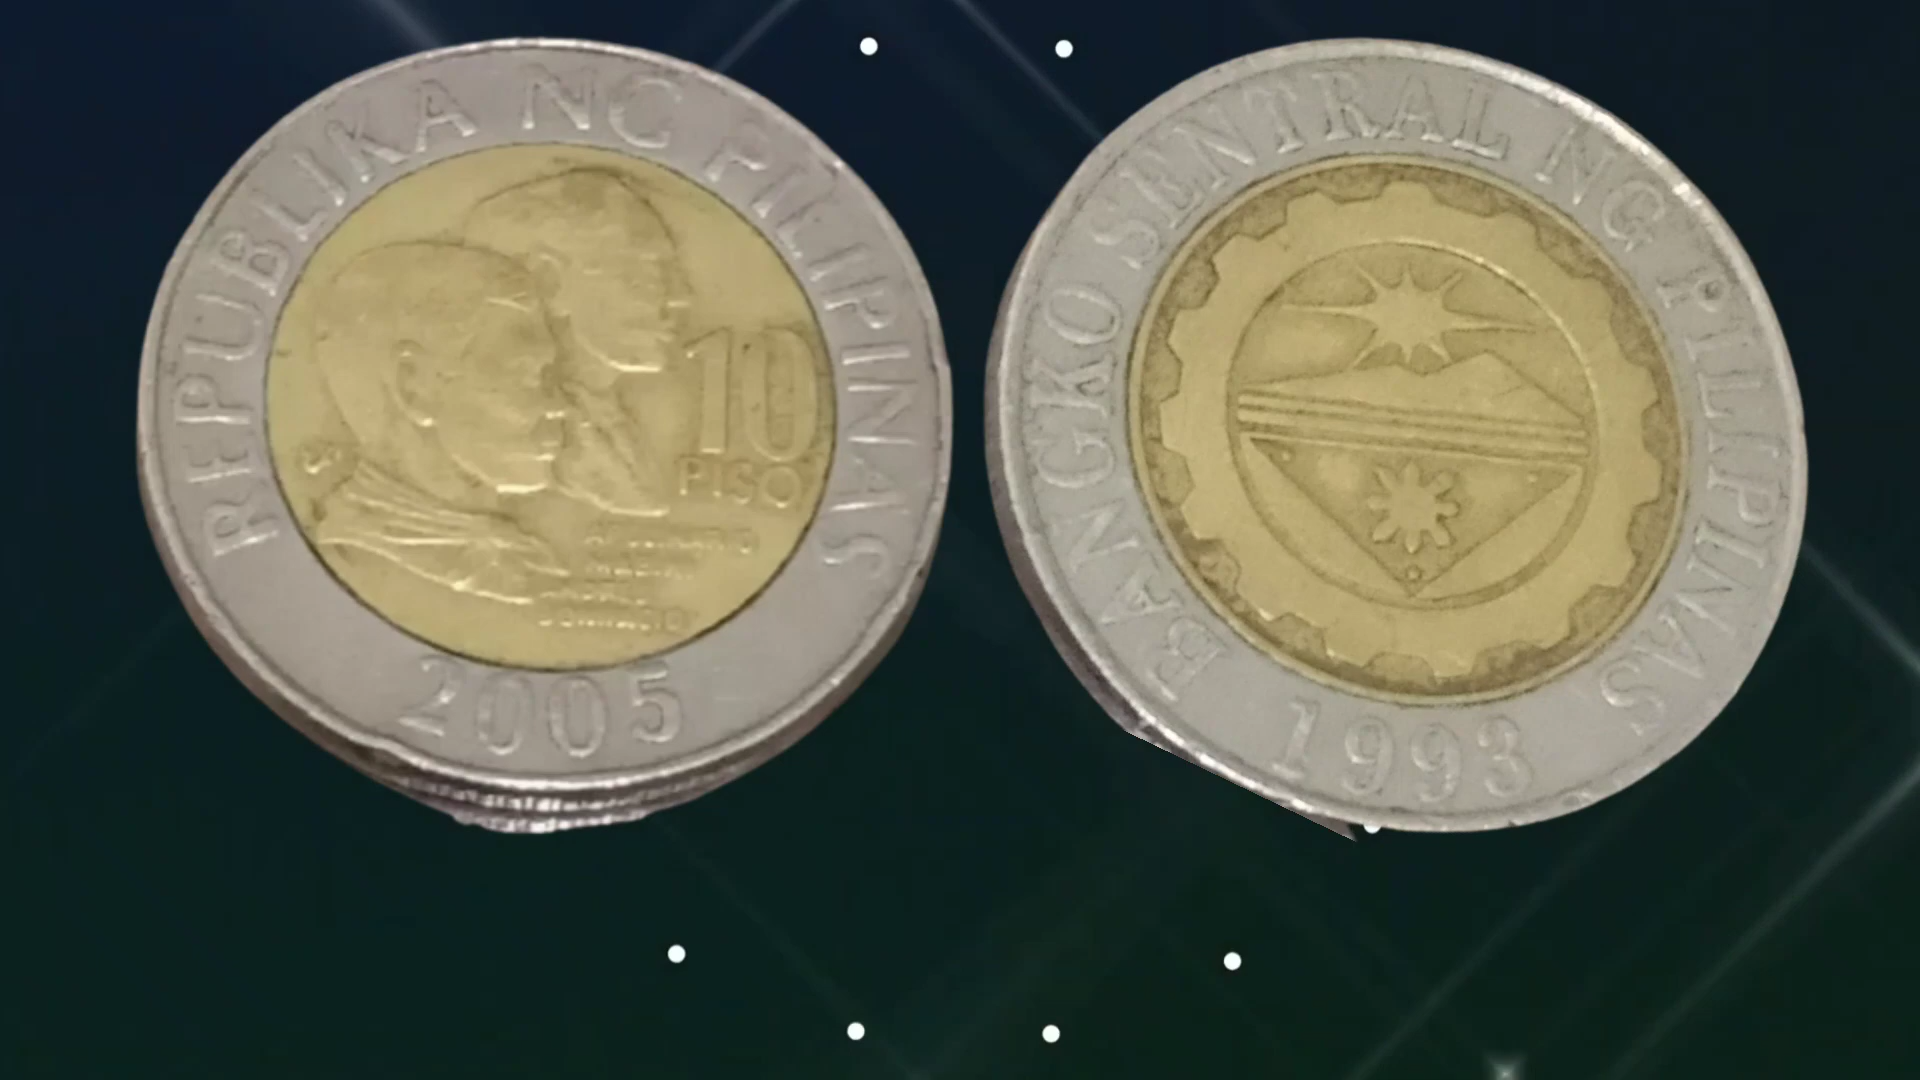 REPUBLIKA NG PILIPINAS
10
PISO
2005
BANGKO SENTRAL NG PILIPINAS
1993